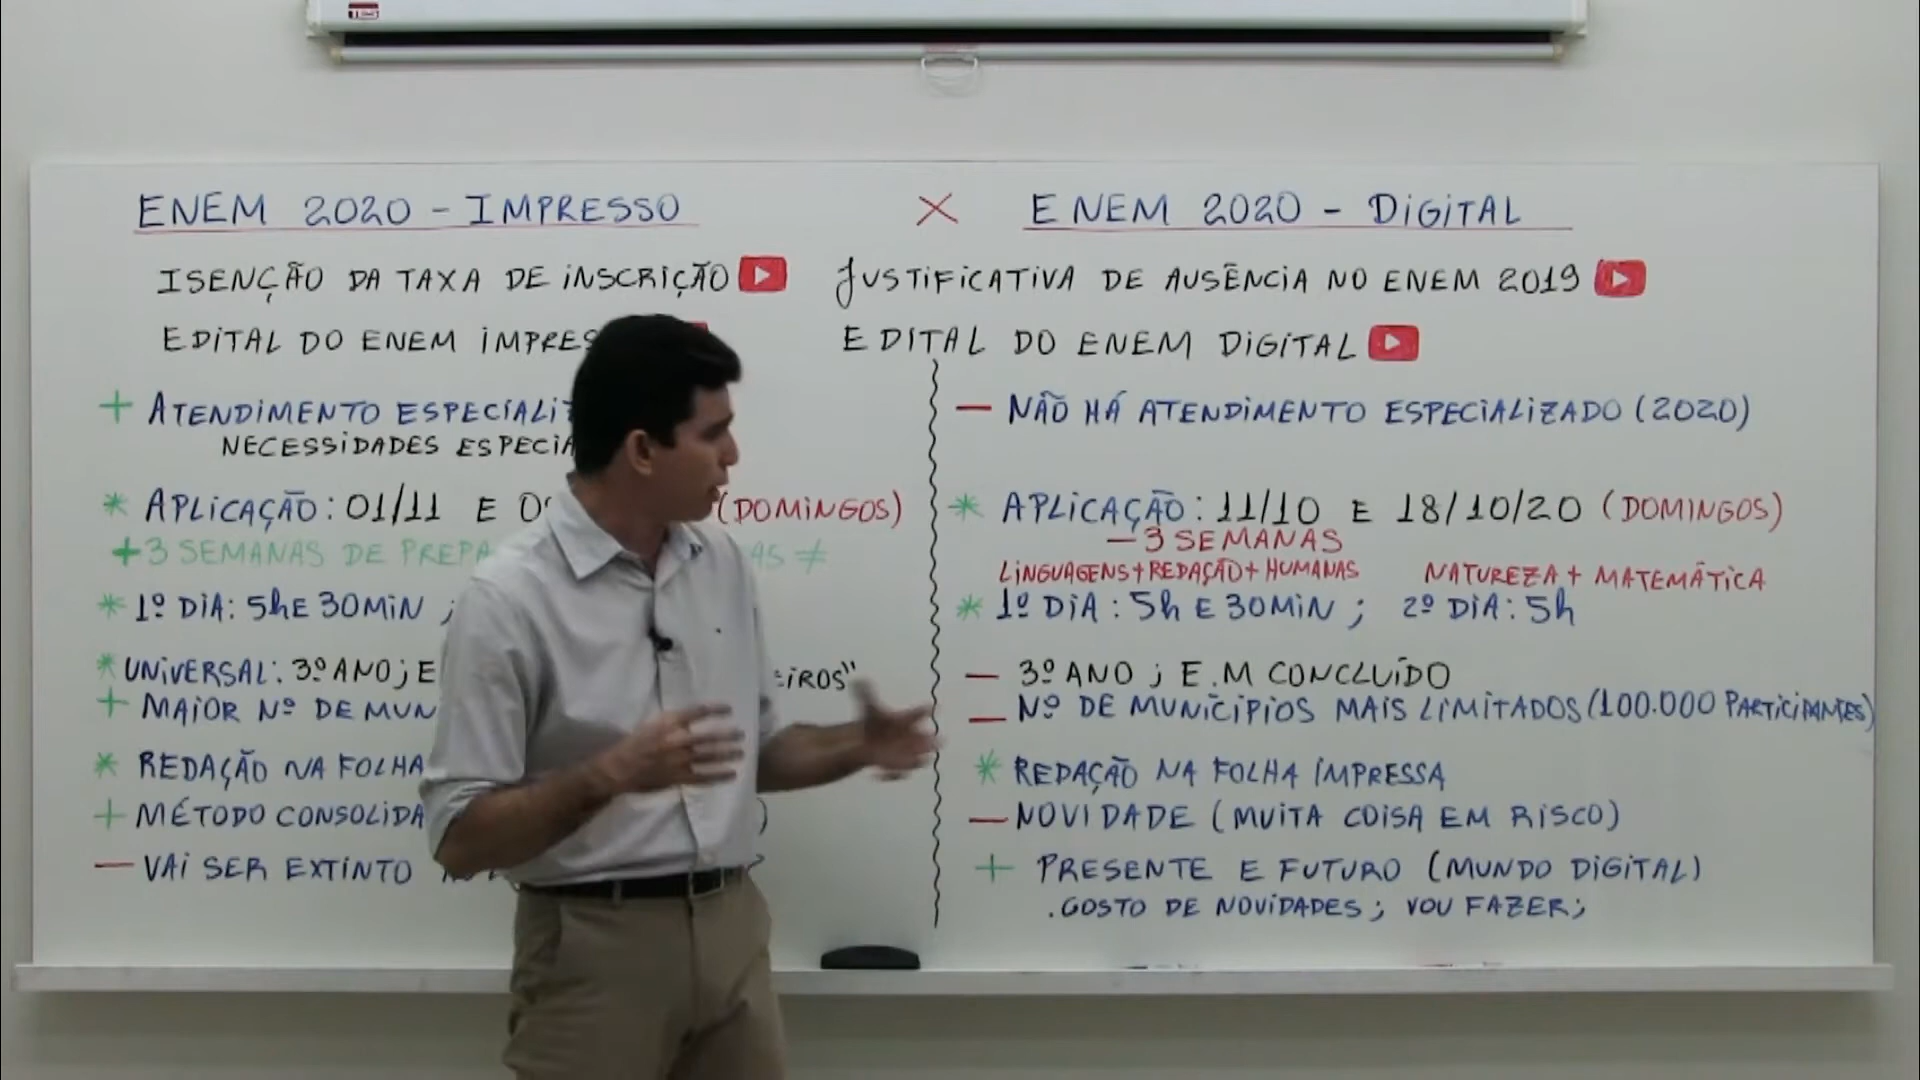 ENEM 2020 - IMPRESSO X ENEM 2020 - DIGITAL
ISENÇÃO DA TAXA DE INSCRIÇÃO
JUSTIFICATIVA DE AUSÊNCIA NO ENEM 2019
EDITAL DO ENEM IMPRES
EDITAL DO ENEM DIGITAL
+ ATENDIMENTO ESPECIALI
NECESSIDADES ESPECIA
* APLICAÇÃO: 01/11 E 0 (DOMINGOS)
+3 SEMANAS DE PREPA AS ≠
* 1º DIA: 5h E 30MIN ;
* UNIVERSAL: 3º ANO; E EIROS"
+ MAIOR Nº DE MUN
* REDAÇÃO NA FOLHA
+ MÉTODO CONSOLIDA )
— VAI SER EXTINTO
— NÃO HÁ ATENDIMENTO ESPECIALIZADO (2020)
* APLICAÇÃO: 11/10 E 18/10/20 (DOMINGOS)
— 3 SEMANAS
LINGUAGENS + REDAÇÃO + HUMANAS NATUREZA + MATEMÁTICA
* 1º DIA: 5h E 30MIN; 2º DIA: 5h
— 3º ANO; E.M CONCLUÍDO
— Nº DE MUNICÍPIOS MAIS LIMITADOS (100.000 PARTICIPANTES)
* REDAÇÃO NA FOLHA IMPRESSA
— NOVIDADE (MUITA COISA EM RISCO)
+ PRESENTE E FUTURO (MUNDO DIGITAL)
. GOSTO DE NOVIDADES; VOU FAZER;